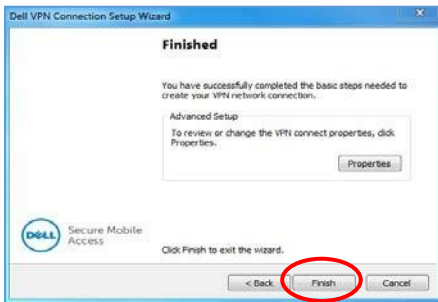 Dell VPN Connection Setup Wizard
Finished
You have successfully completed the basic steps needed to
create your VPN network connection.
Advanced Setup
To review or change the VPN connect properties, click
Properties.
Properties
DELL
Secure Mobile
Access
Click Finish to exit the wizard.
< Back Finish Cancel